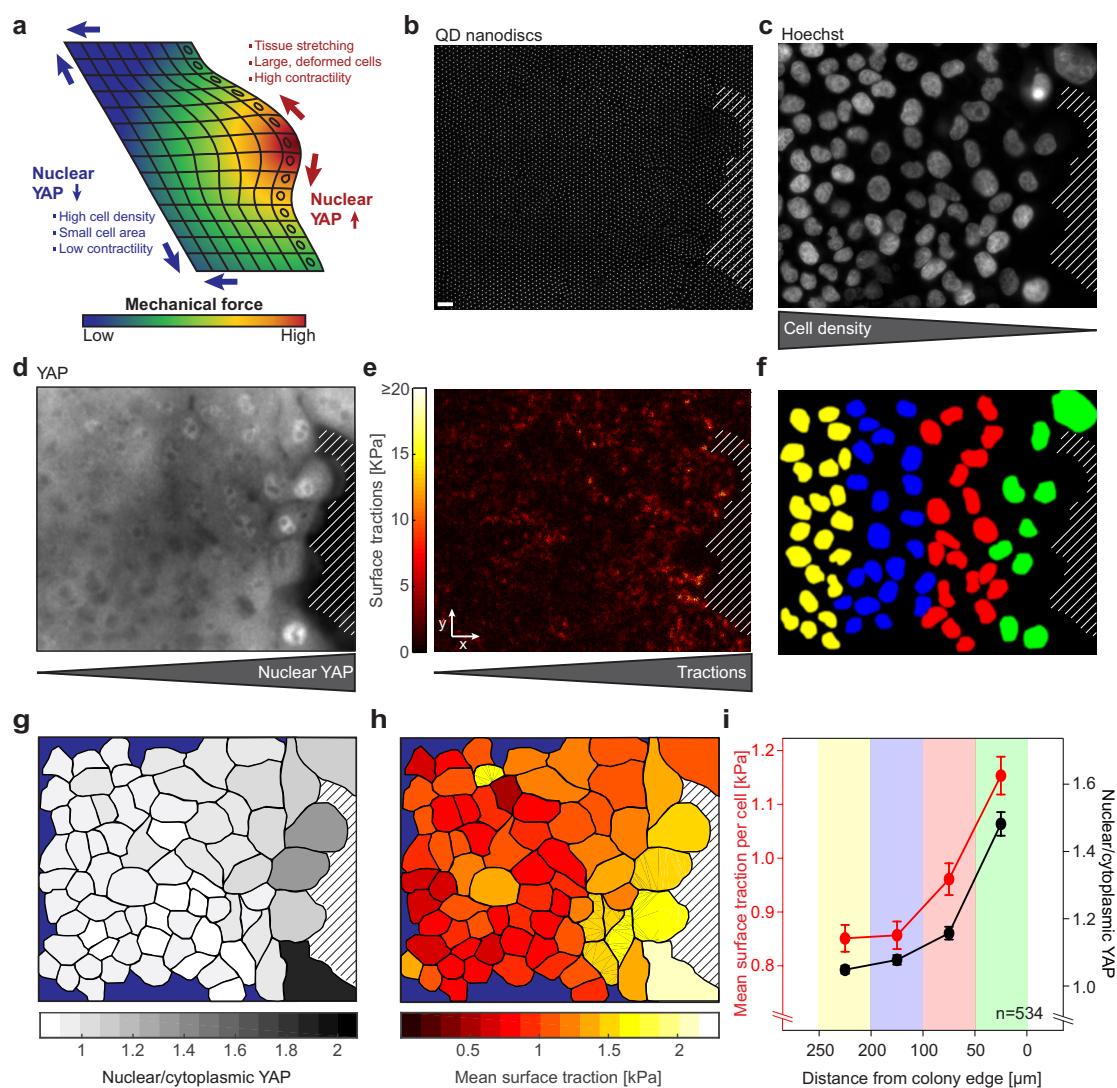 a
▪ Tissue stretching
▪ Large, deformed cells
▪ High contractility
Nuclear
YAP ↓
▪ High cell density
▪ Small cell area
▪ Low contractility
Nuclear
YAP ↑
Mechanical force
Low High
b
QD nanodiscs
c
Hoechst
Cell density
d
YAP
Nuclear YAP
e
≥20
15
10
5
0
Surface tractions [KPa]
y
x
Tractions
f
g
1 1.2 1.4 1.6 1.8 2
Nuclear/cytoplasmic YAP
h
0.5 1 1.5 2
Mean surface traction [kPa]
i
Mean surface traction per cell [kPa]
1.2
1.1
1.0
0.9
0.8
1.6
1.4
1.2
1.0
Nuclear/cytoplasmic YAP
n=534
250 200 150 100 50 0
Distance from colony edge [µm]